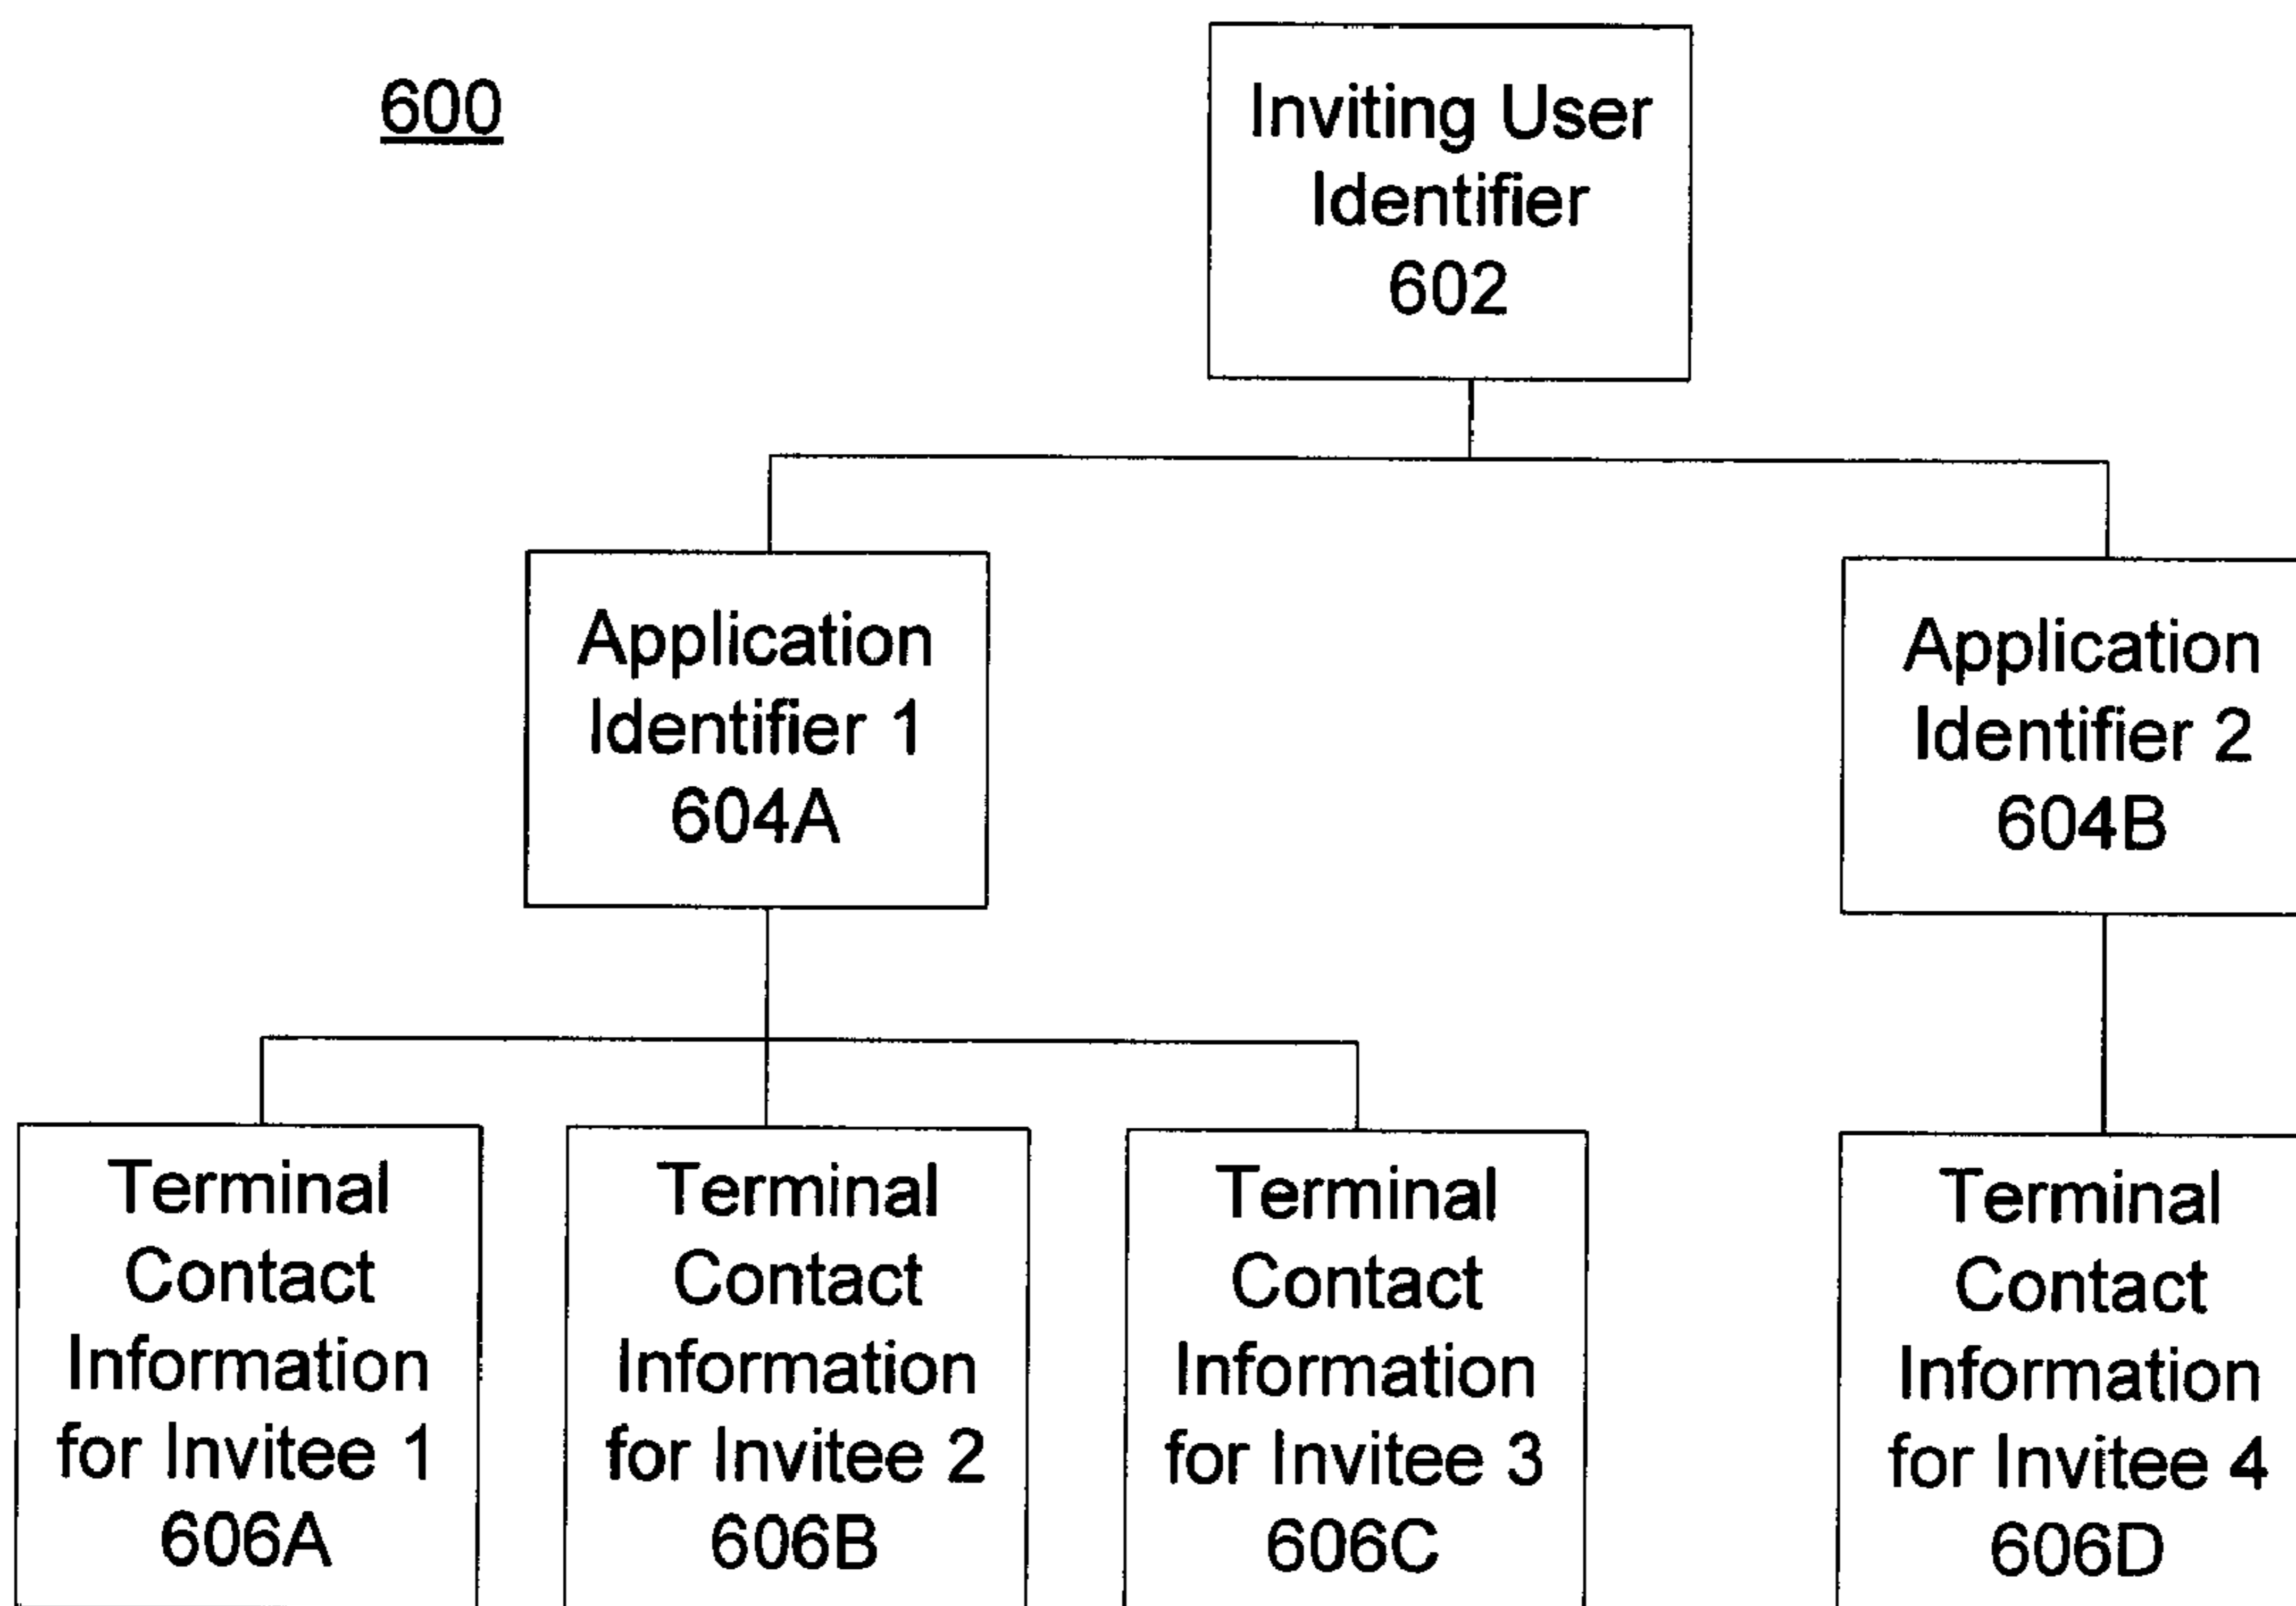 600
Inviting User
Identifier
602
Application
Identifier 1
604A
Application
Identifier 2
604B
Terminal
Contact
Information
for Invitee 1
606A
Terminal
Contact
Information
for Invitee 2
606B
Terminal
Contact
Information
for Invitee 3
606C
Terminal
Contact
Information
for Invitee 4
606D